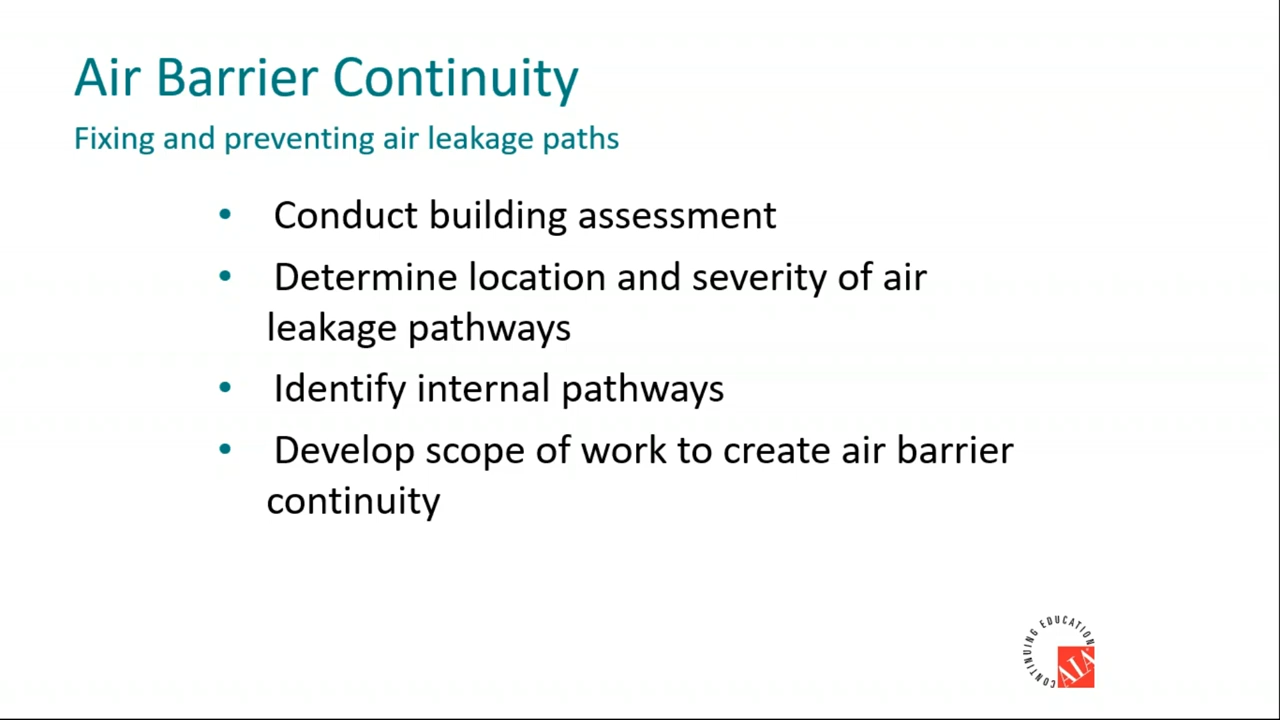 Air Barrier Continuity
Fixing and preventing air leakage paths
• Conduct building assessment
• Determine location and severity of air
leakage pathways
• Identify internal pathways
• Develop scope of work to create air barrier
continuity
CONTINUING EDUCATION
AIA